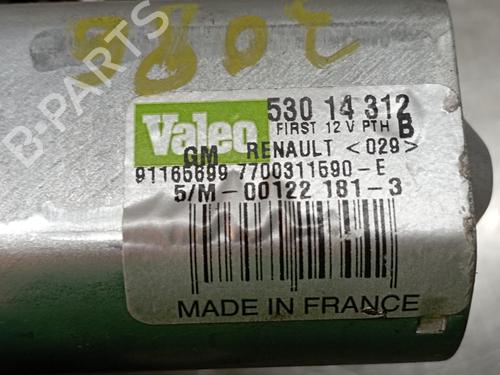 Valeo 530 14 312
FIRST 12 V PTH B
GM RENAULT <029>
91165699 7700311590-E
5/M-00122 181-3
MADE IN FRANCE